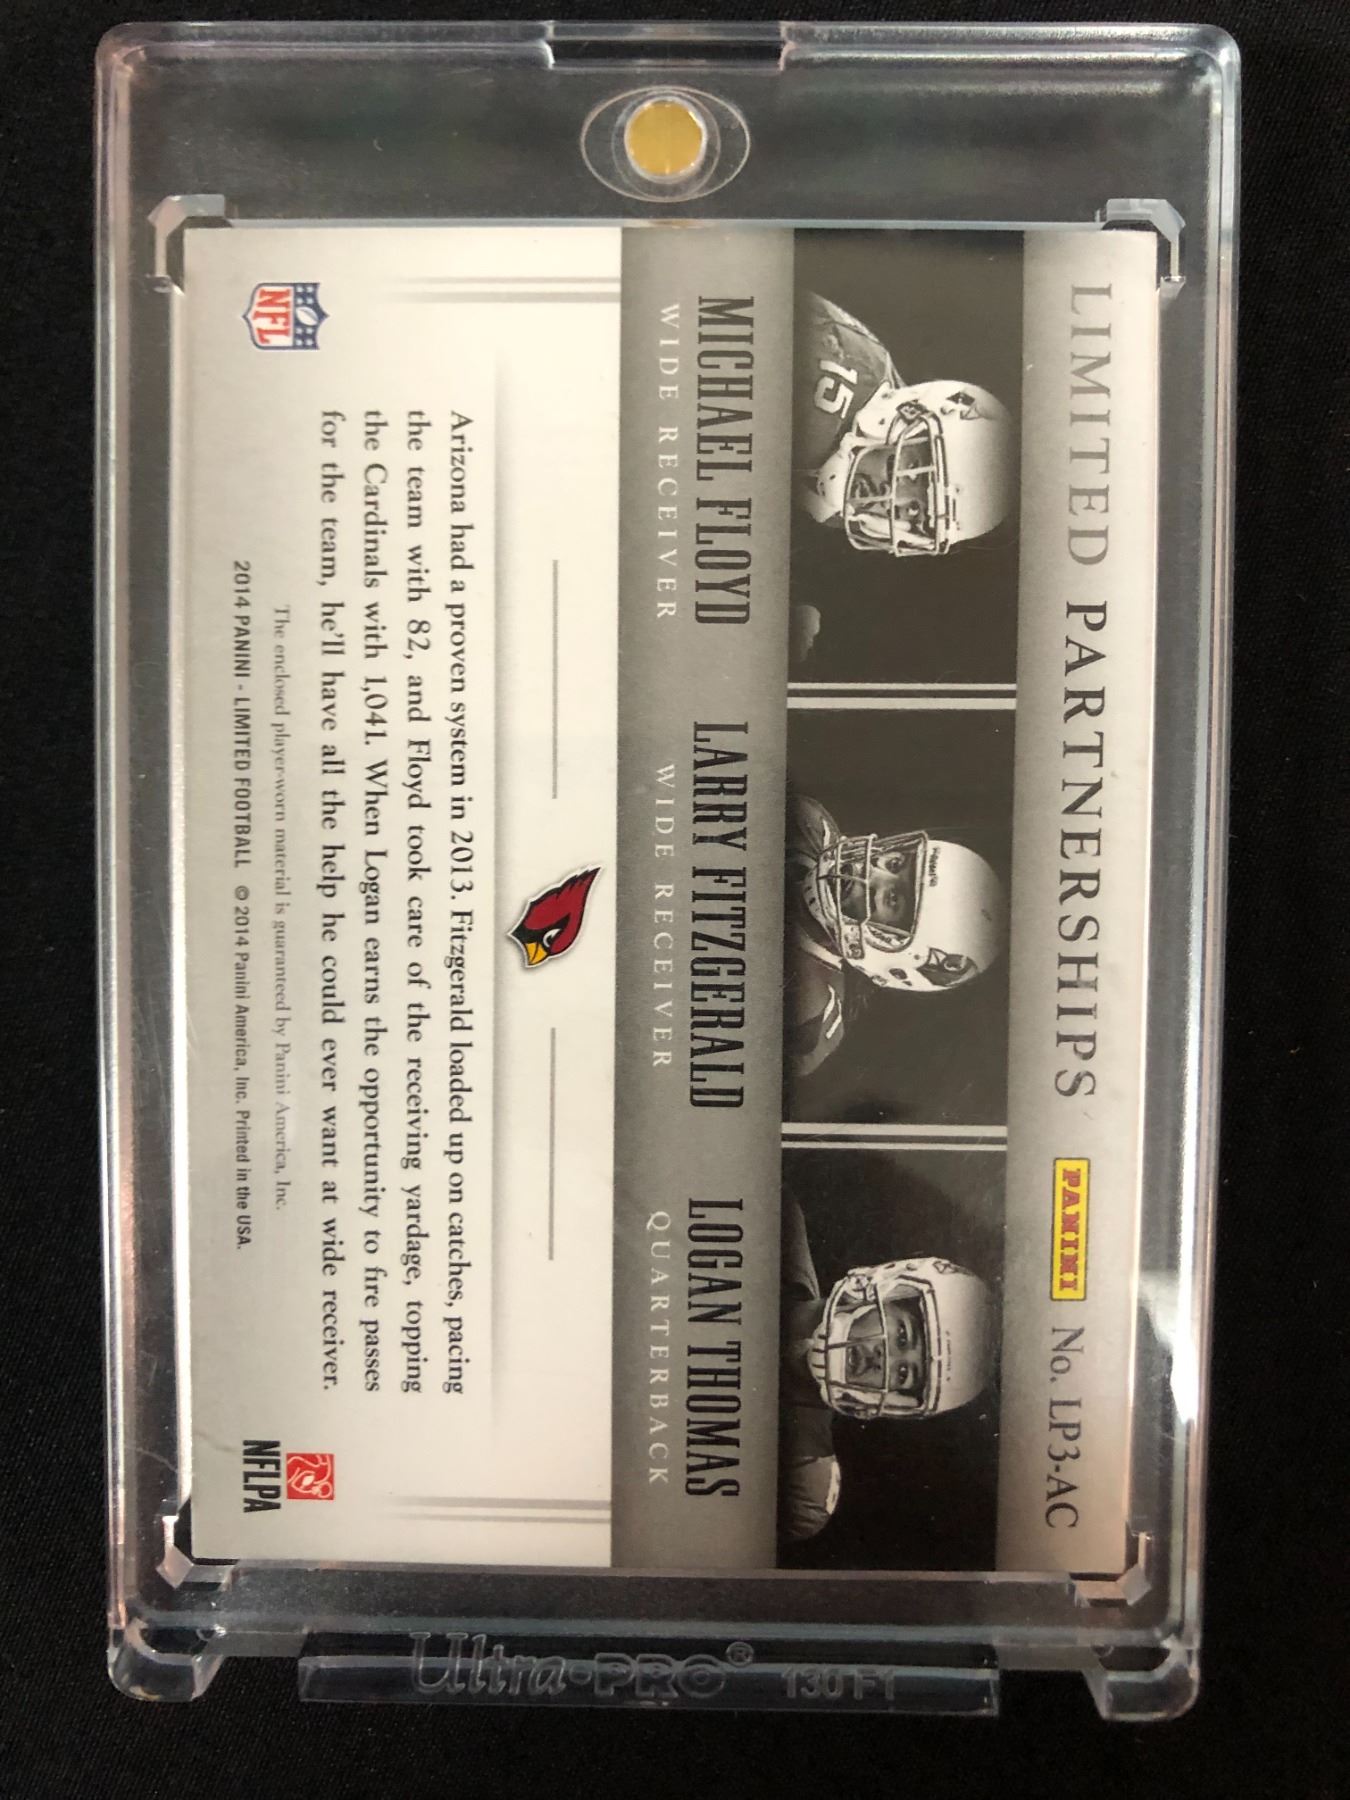 LIMITED PARTNERSHIPS PANINI No. LP3-AC
15
MICHAEL FLOYD
WIDE RECEIVER
LARRY FITZGERALD
WIDE RECEIVER
LOGAN THOMAS
QUARTERBACK
Arizona had a proven system in 2013. Fitzgerald loaded up on catches, pacing
the team with 82, and Floyd took care of the receiving yardage, topping
the Cardinals with 1,041. When Logan earns the opportunity to fire passes
for the team, he'll have all the help he could ever want at wide receiver.
The enclosed player-worn material is guaranteed by Panini America, Inc.
2014 PANINI - LIMITED FOOTBALL © 2014 Panini America, Inc. Printed in the USA.
NFL
NFLPA
Ultra•PRO® 130 F1